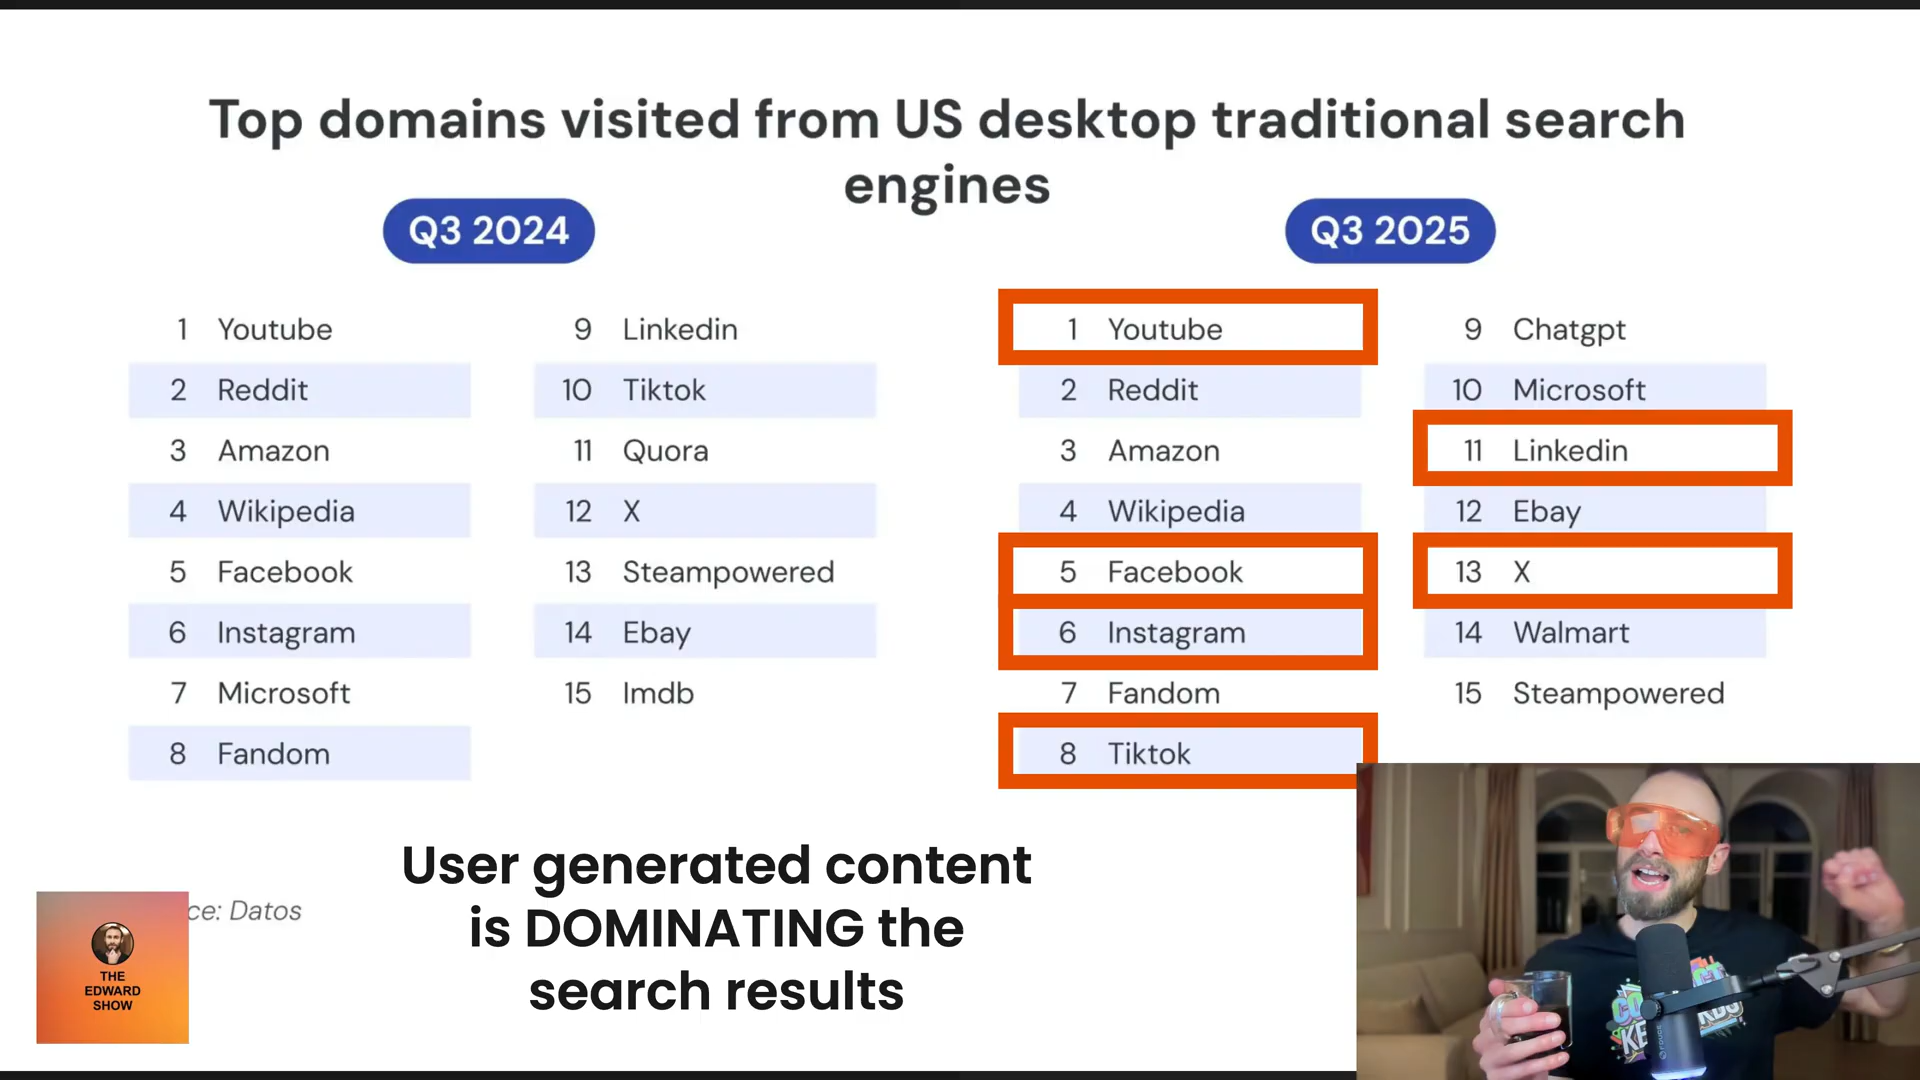 Top domains visited from US desktop traditional search
engines
Q3 2024
Q3 2025
1 Youtube
2 Reddit
3 Amazon
4 Wikipedia
5 Facebook
6 Instagram
7 Microsoft
8 Fandom
9 Linkedin
10 Tiktok
11 Quora
12 X
13 Steampowered
14 Ebay
15 Imdb
1 Youtube
2 Reddit
3 Amazon
4 Wikipedia
5 Facebook
6 Instagram
7 Fandom
8 Tiktok
9 Chatgpt
10 Microsoft
11 Linkedin
12 Ebay
13 X
14 Walmart
15 Steampowered
User generated content
is DOMINATING the
search results
ce: Datos
THE
EDWARD
SHOW